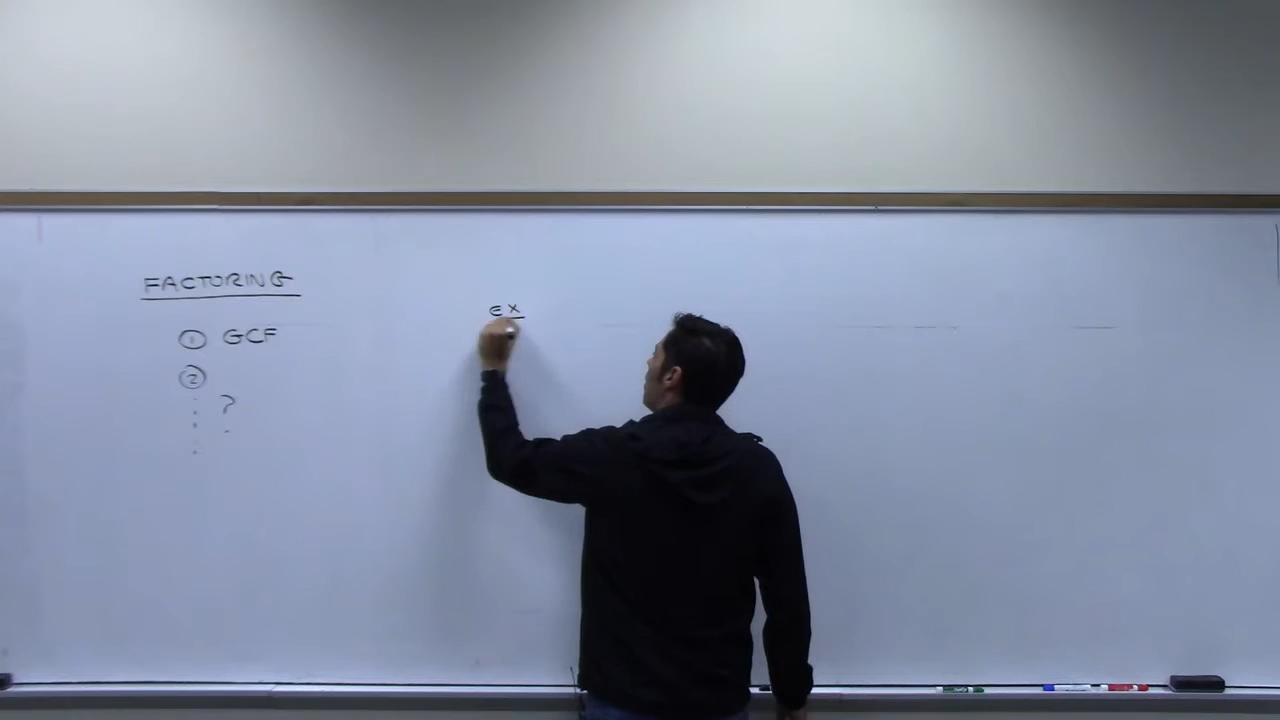 FACTORING
① GCF
②
?
ex